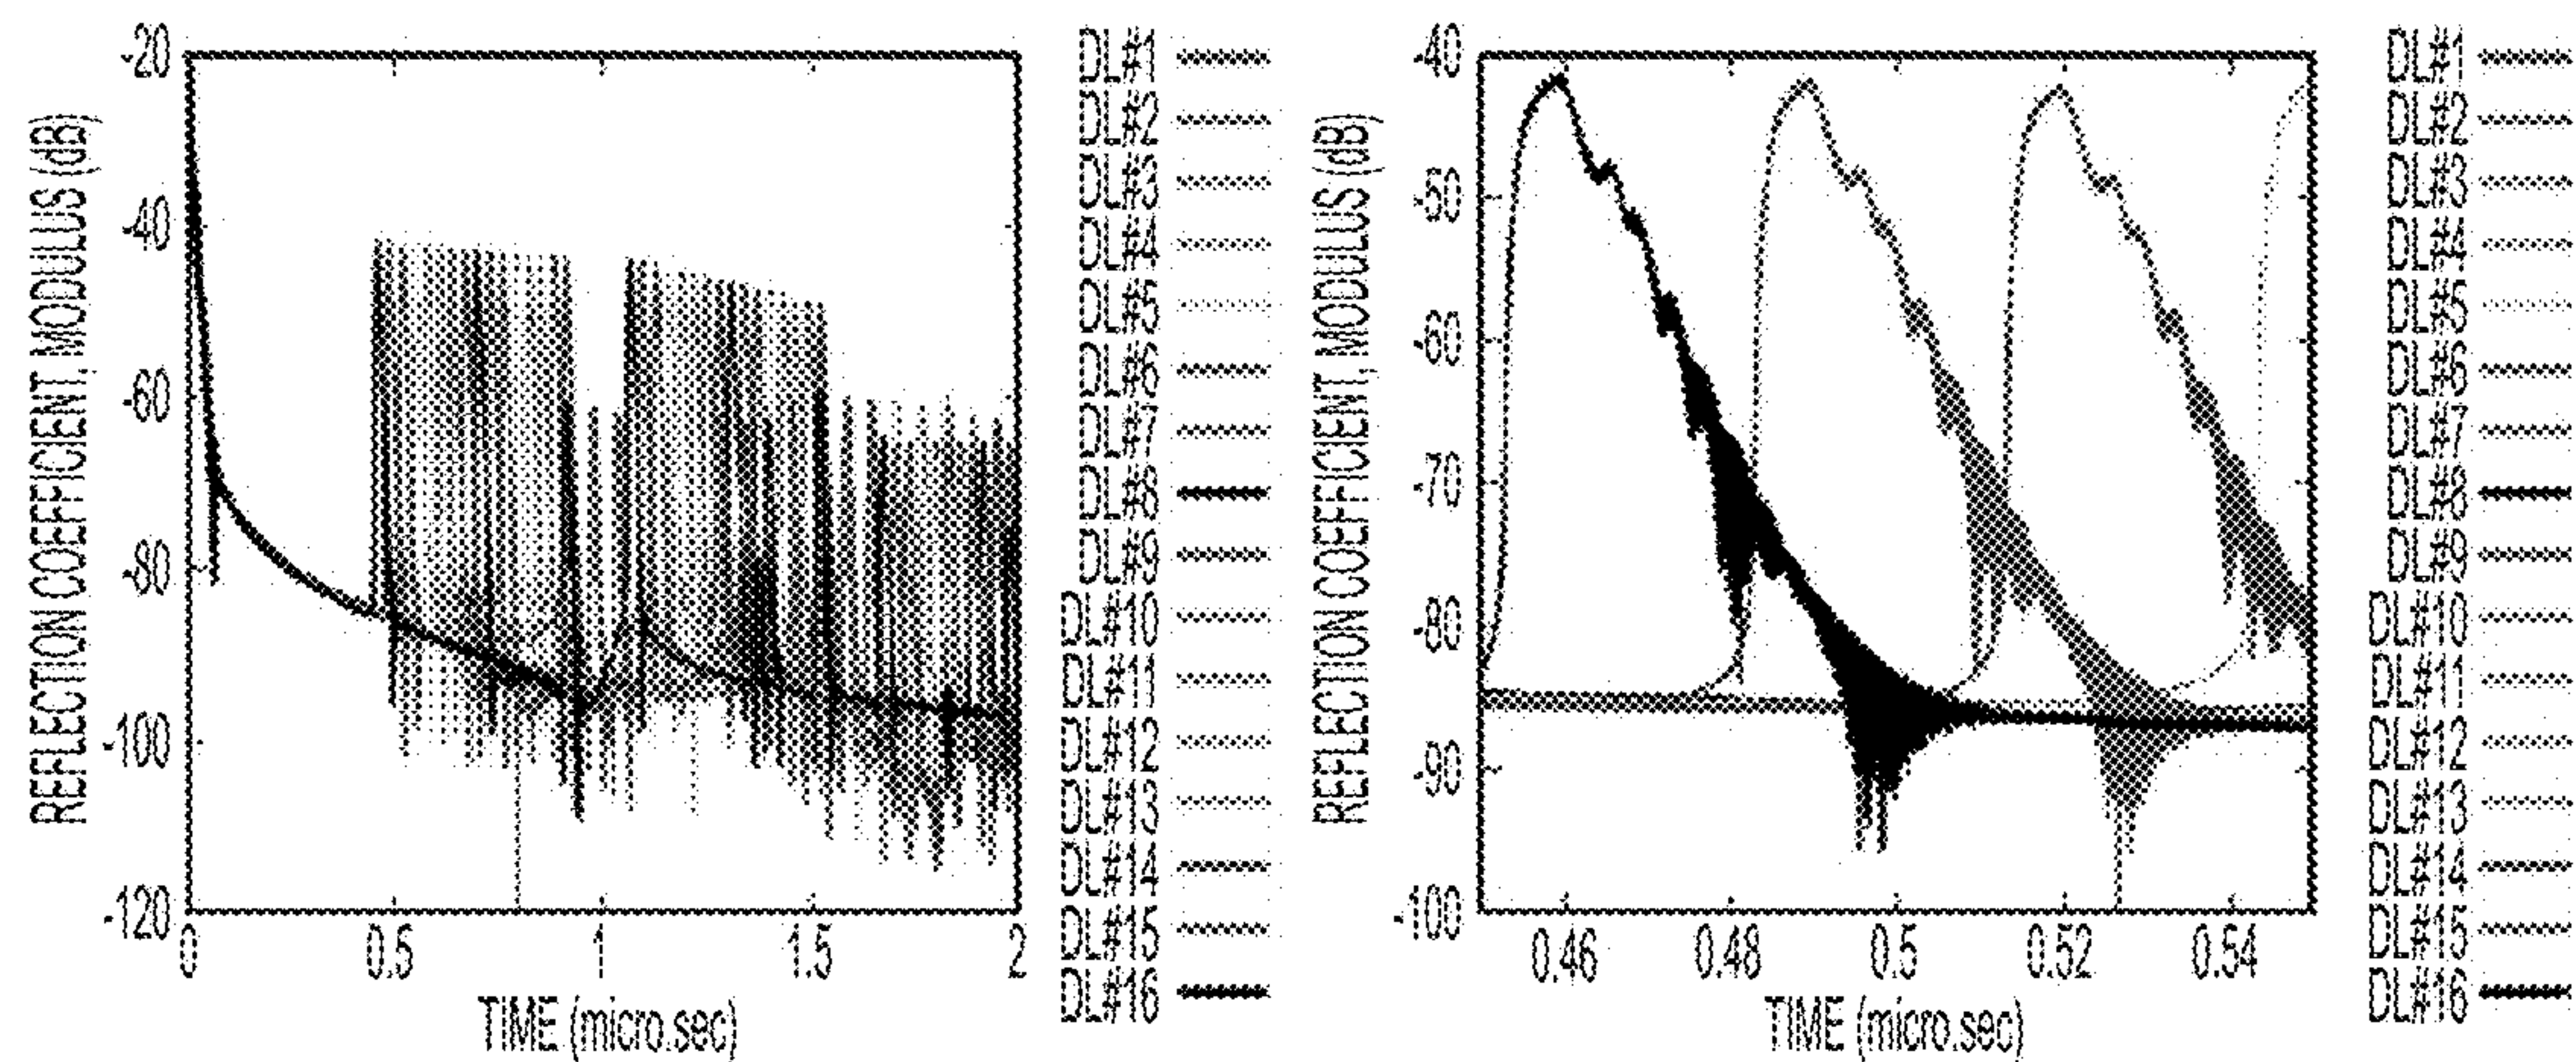 REFLECTION COEFFICIENT, MODULUS (dB)
-20
-40
-60
-80
-100
-120
0
0.5
1
1.5
2
TIME (micro.sec)
DL#1
DL#2
DL#3
DL#4
DL#5
DL#6
DL#7
DL#8
DL#9
DL#10
DL#11
DL#12
DL#13
DL#14
DL#15
DL#16
REFLECTION COEFFICIENT, MODULUS (dB)
-40
-50
-60
-70
-80
-90
-100
0.46
0.48
0.5
0.52
0.54
TIME (micro.sec)
DL#1
DL#2
DL#3
DL#4
DL#5
DL#6
DL#7
DL#8
DL#9
DL#10
DL#11
DL#12
DL#13
DL#14
DL#15
DL#16